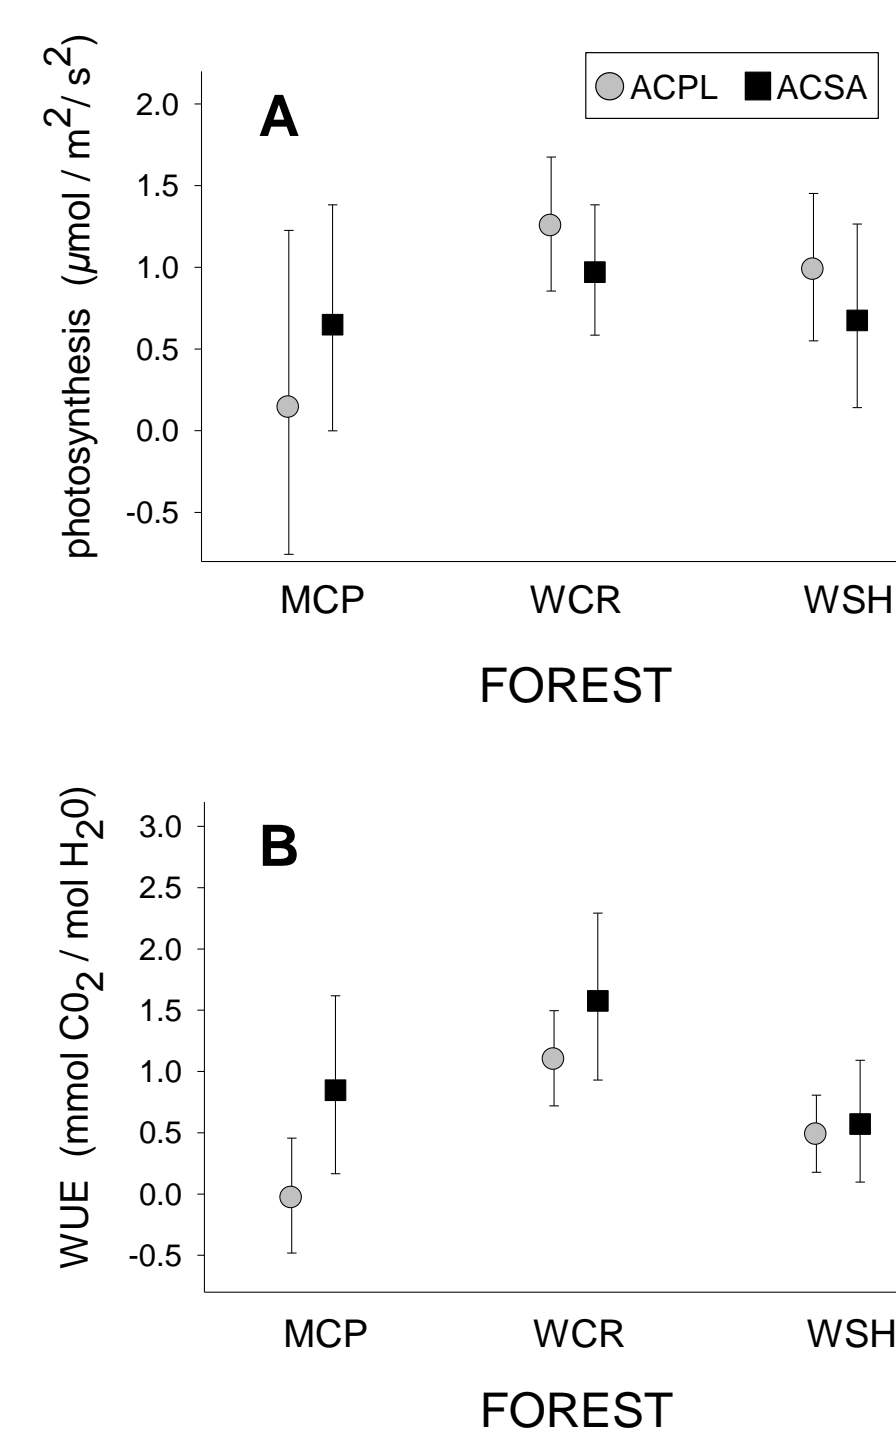 photosynthesis (µmol / m2/ s2)
ACPL ACSA
A
2.0
1.5
1.0
0.5
0.0
-0.5
MCP WCR WSH
FOREST
WUE (mmol C02 / mol H20)
B
3.0
2.5
2.0
1.5
1.0
0.5
0.0
-0.5
MCP WCR WSH
FOREST